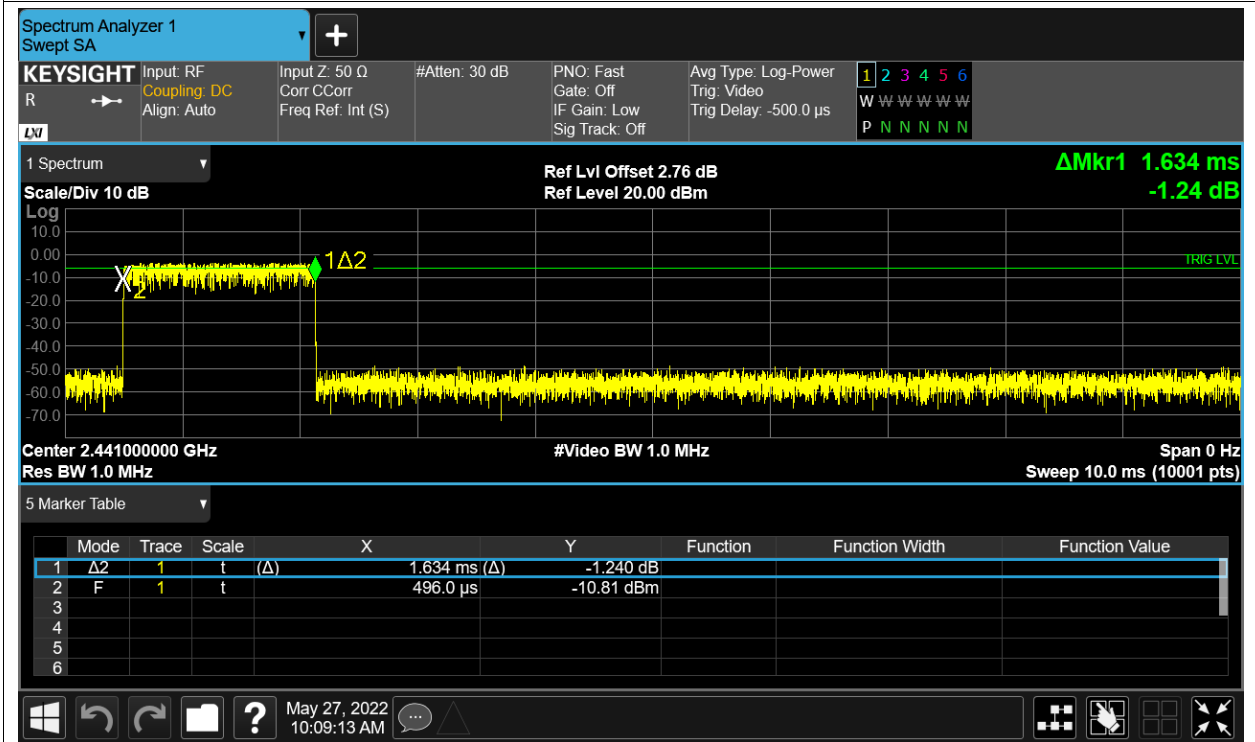 Spectrum Analyzer 1
Swept SA
+
KEYSIGHT
R
LXI
Input: RF
Coupling: DC
Align: Auto
Input Z: 50 Ω
Corr CCorr
Freq Ref: Int (S)
#Atten: 30 dB
PNO: Fast
Gate: Off
IF Gain: Low
Sig Track: Off
Avg Type: Log-Power
Trig: Video
Trig Delay: -500.0 µs
1 2 3 4 5 6
W W W W W W
P N N N N N
1 Spectrum
Scale/Div 10 dB
Ref Lvl Offset 2.76 dB
Ref Level 20.00 dBm
ΔMkr1 1.634 ms
-1.24 dB
Log
10.0
0.00
-10.0
-20.0
-30.0
-40.0
-50.0
-60.0
-70.0
X
2
1Δ2
TRIG LVL
Center 2.441000000 GHz
Res BW 1.0 MHz
#Video BW 1.0 MHz
Span 0 Hz
Sweep 10.0 ms (10001 pts)
5 Marker Table
Mode Trace Scale X Y Function Function Width Function Value
1 Δ2 1 t (Δ) 1.634 ms (Δ) -1.240 dB
2 F 1 t 496.0 µs -10.81 dBm
3
4
5
6
?
May 27, 2022
10:09:13 AM